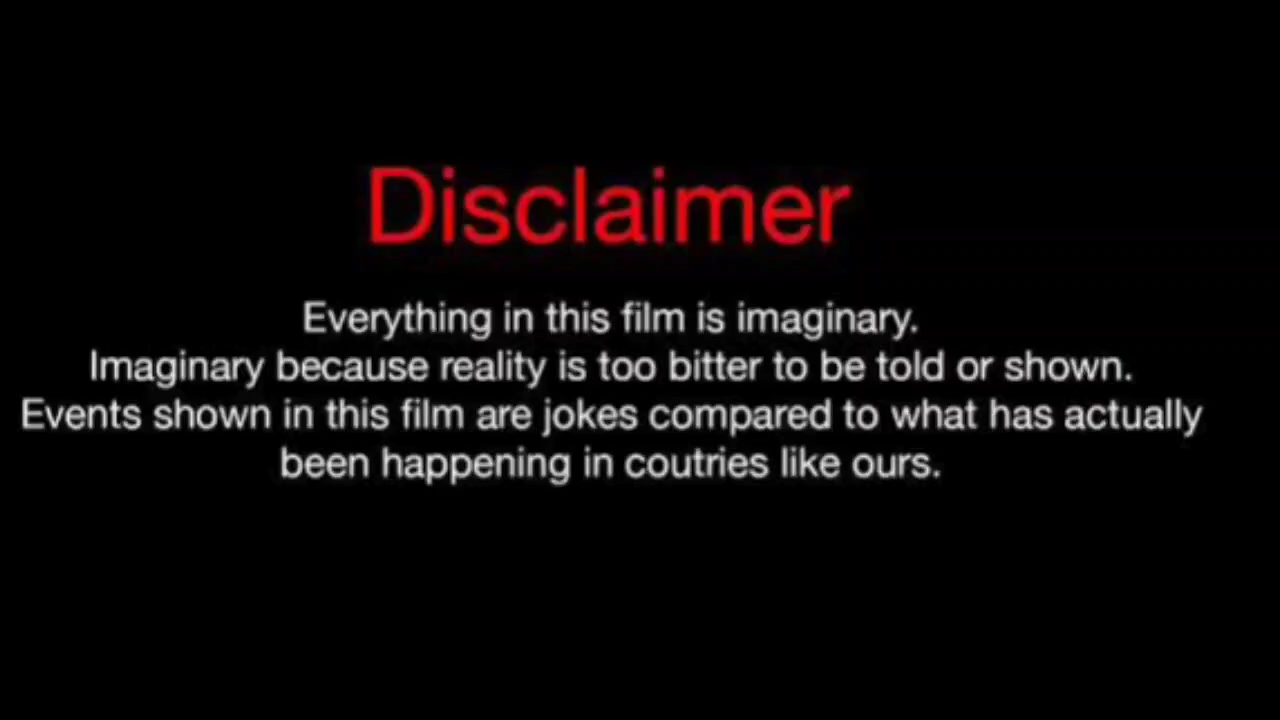 Disclaimer
Everything in this film is imaginary.
Imaginary because reality is too bitter to be told or shown.
Events shown in this film are jokes compared to what has actually
been happening in coutries like ours.